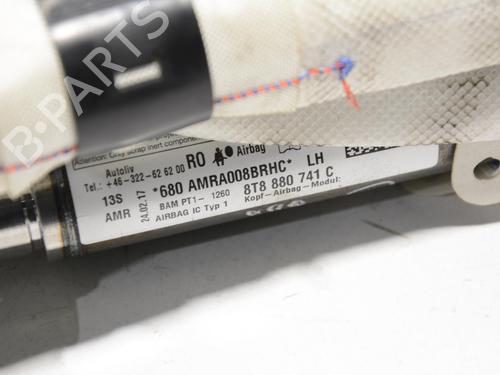 B-PARTS
Attention: Only scrap inert component
Autoliv
Tel.: +46-322-62 62 00
RO Airbag
*680 AMRA008BRHC* LH
13S
AMR
24.02.17
BAM PT1- 1260
8T8 880 741 C
AIRBAG IC Typ 1
Kopf-Airbag-Modul